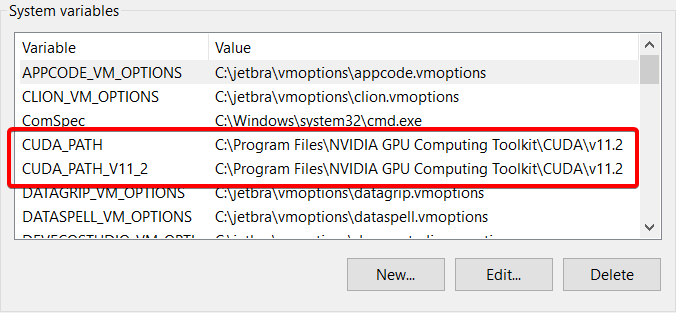 System variables
Variable Value
APPCODE_VM_OPTIONS C:\jetbra\vmoptions\appcode.vmoptions
CLION_VM_OPTIONS C:\jetbra\vmoptions\clion.vmoptions
ComSpec C:\Windows\system32\cmd.exe
CUDA_PATH C:\Program Files\NVIDIA GPU Computing Toolkit\CUDA\v11.2
CUDA_PATH_V11_2 C:\Program Files\NVIDIA GPU Computing Toolkit\CUDA\v11.2
DATAGRIP_VM_OPTIONS C:\jetbra\vmoptions\datagrip.vmoptions
DATASPELL_VM_OPTIONS C:\jetbra\vmoptions\dataspell.vmoptions
New... Edit... Delete